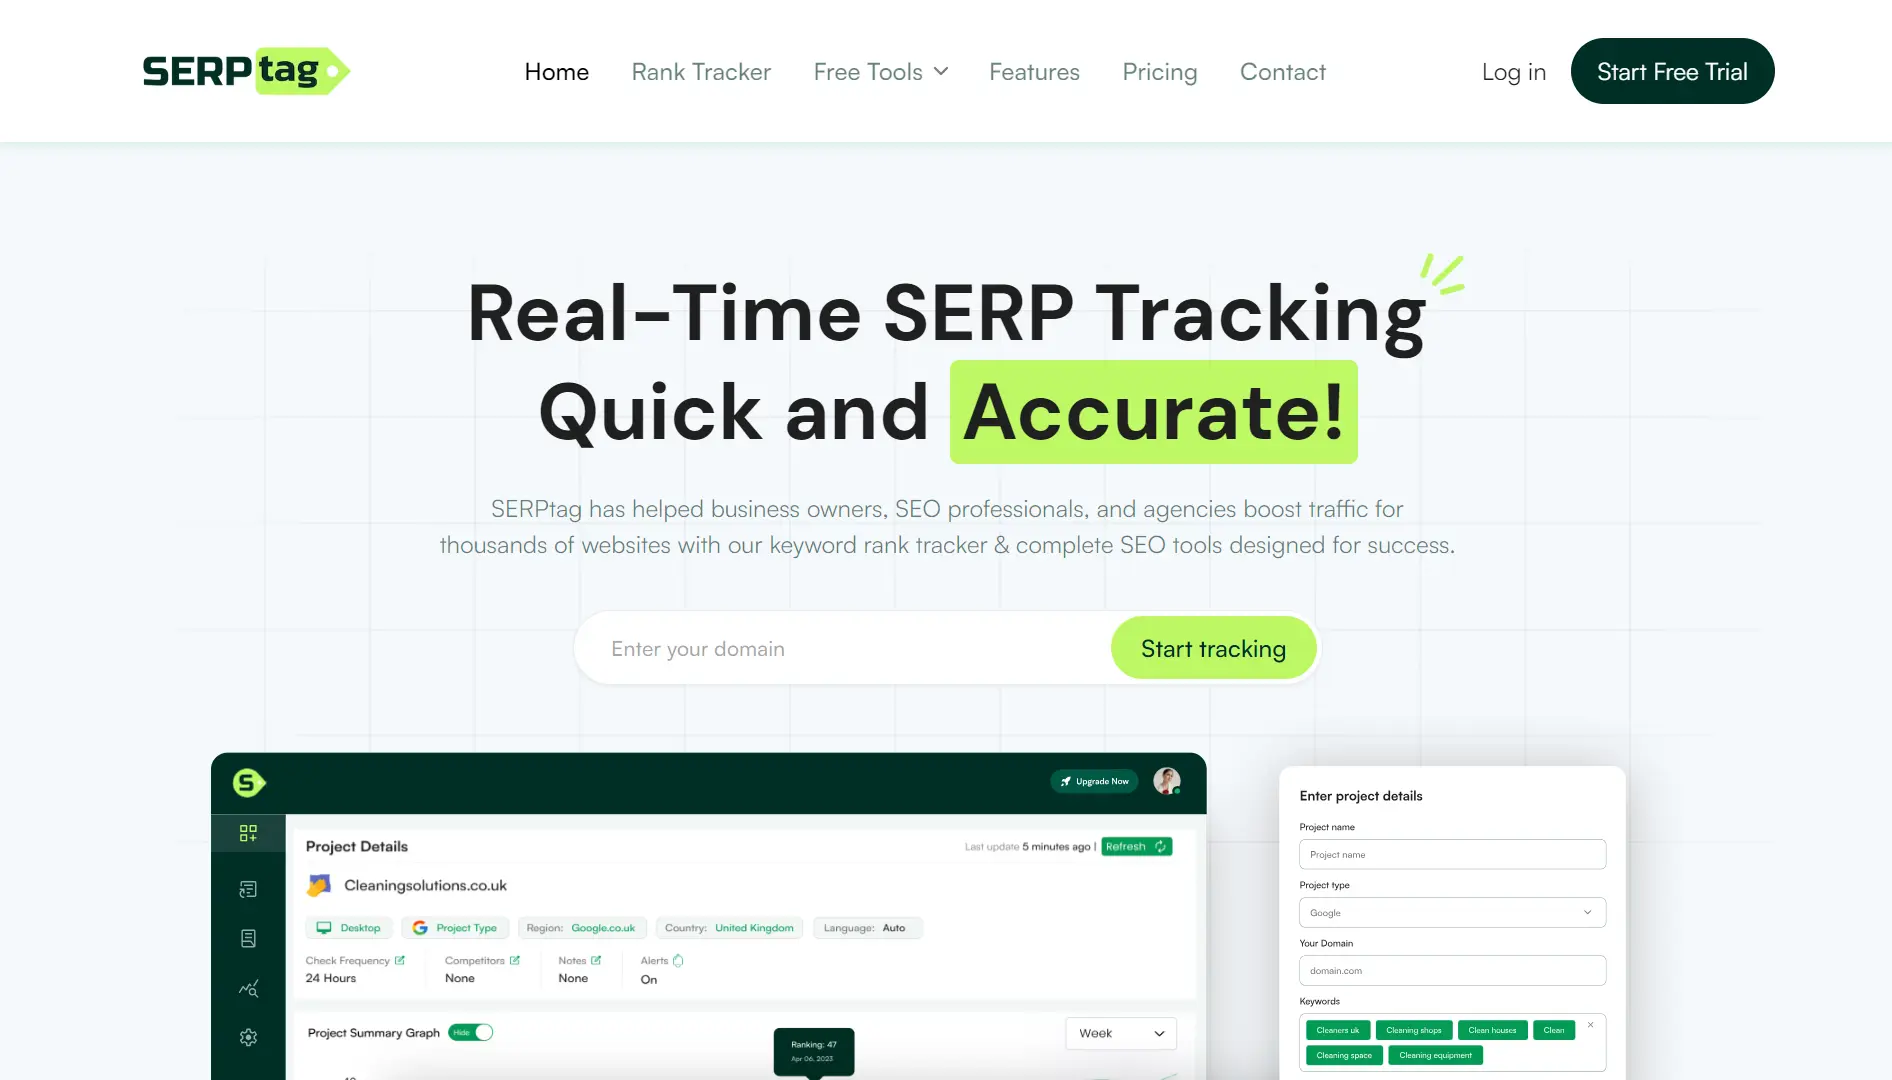 SERPtag
Home
Rank Tracker
Free Tools
Features
Pricing
Contact
Log in
Start Free Trial
Real-Time SERP Tracking
Quick and Accurate!
SERPtag has helped business owners, SEO professionals, and agencies boost traffic for
thousands of websites with our keyword rank tracker & complete SEO tools designed for success.
Enter your domain
Start tracking
S
Upgrade Now
Project Details
Last update 5 minutes ago |
Refresh
Cleaningsolutions.co.uk
Desktop
Project Type
Region: Google.co.uk
Country: United Kingdom
Language: Auto
Check Frequency
Competitors
Notes
Alerts
24 Hours
None
None
On
Project Summary Graph
Hide
Week
Ranking: 47
Apr 06, 2023
Enter project details
Project name
Project name
Project type
Google
Your Domain
domain.com
Keywords
Cleaners uk
Cleaning shops
Clean houses
Clean
Cleaning space
Cleaning equipment